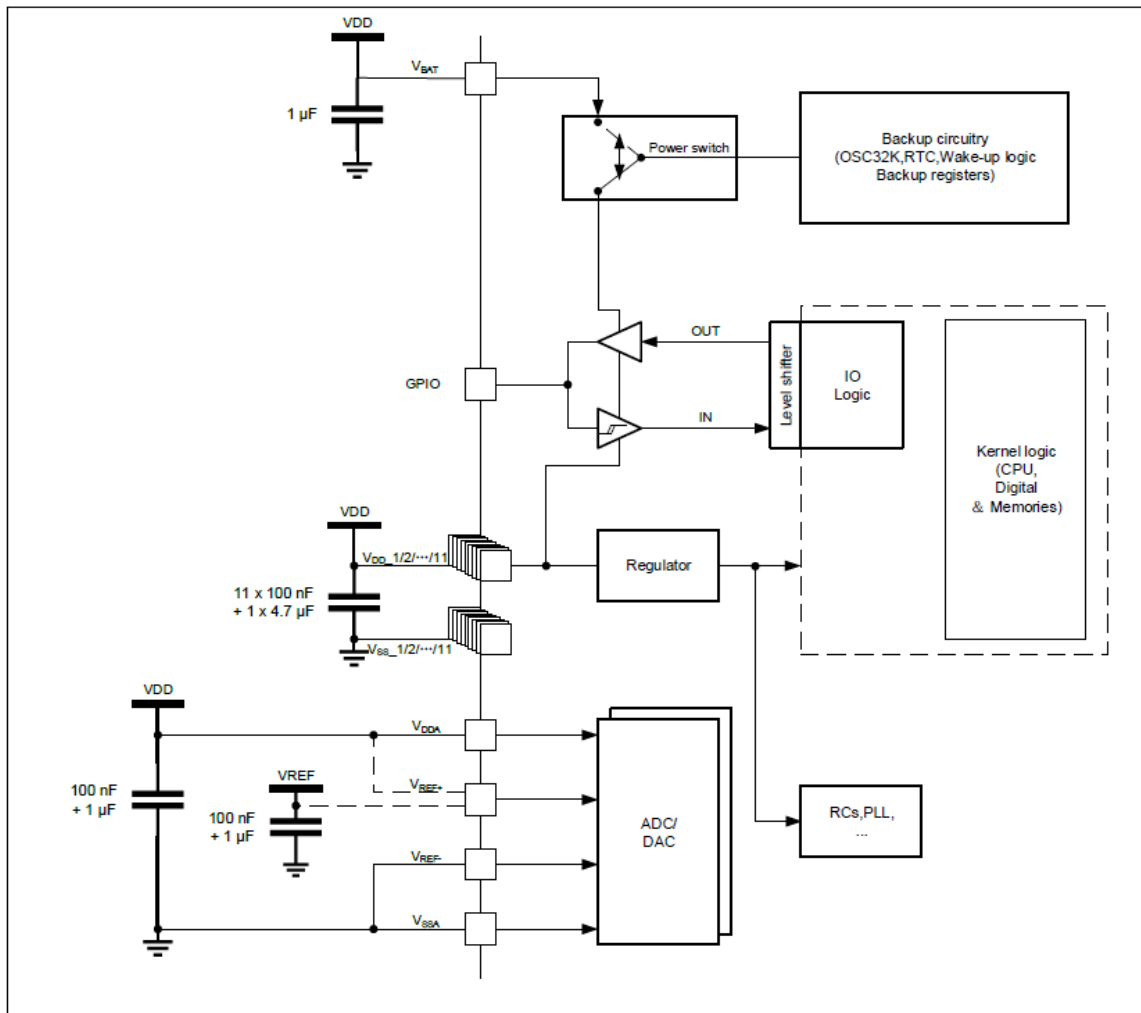 VDD
VBAT
1 µF
Power switch
Backup circuitry
(OSC32K,RTC,Wake-up logic
Backup registers)
OUT
GPIO
IN
Level shifter
IO
Logic
Kernel logic
(CPU,
Digital
& Memories)
VDD
VDD_1/2/···/11
11 x 100 nF
+ 1 x 4.7 µF
Regulator
VSS_1/2/···/11
VDD
VDDA
VREF
VREF+
100 nF
+ 1 µF
100 nF
+ 1 µF
ADC/
DAC
RCs,PLL,
...
VREF-
VSSA